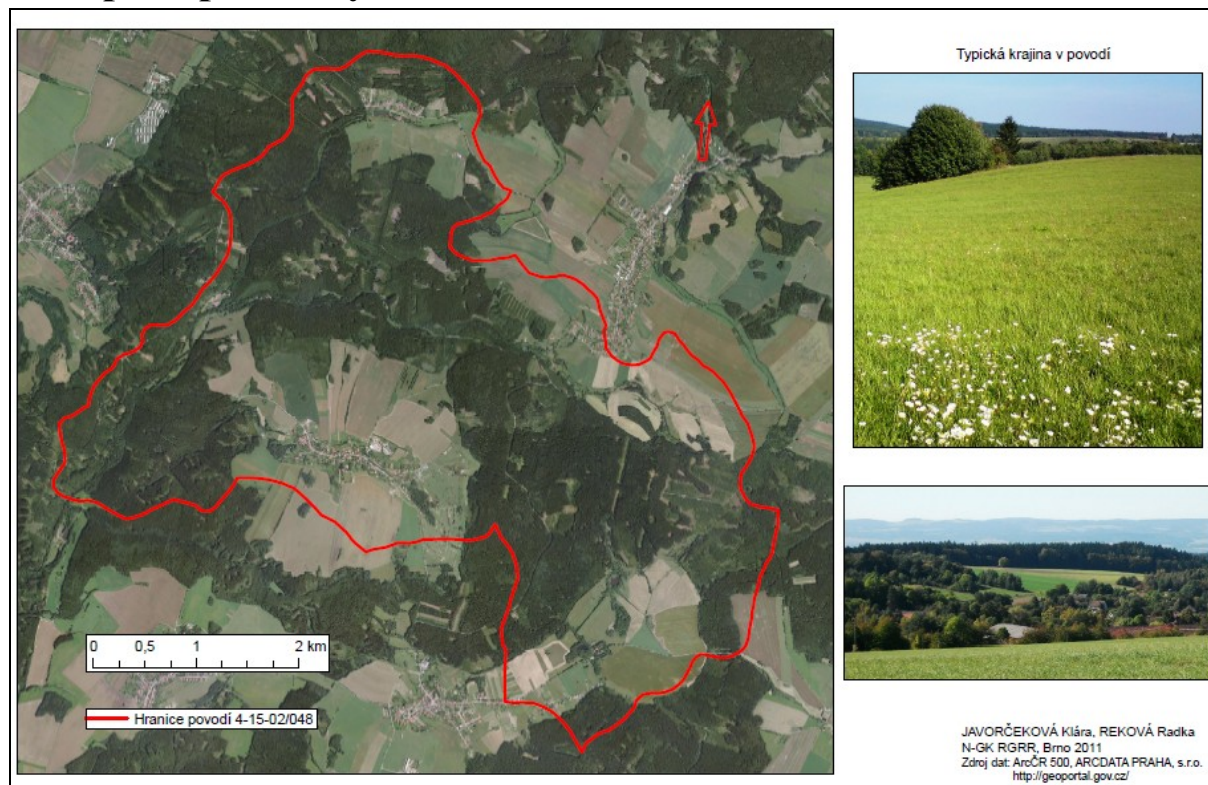 Typická krajina v povodí
0 0,5 1 2 km
Hranice povodí 4-15-02/048
JAVORČEKOVÁ Klára, REKOVÁ Radka
N-GK RGRR, Brno 2011
Zdroj dat: ArcČR 500, ARCDATA PRAHA, s.r.o.
http://geoportal.gov.cz/